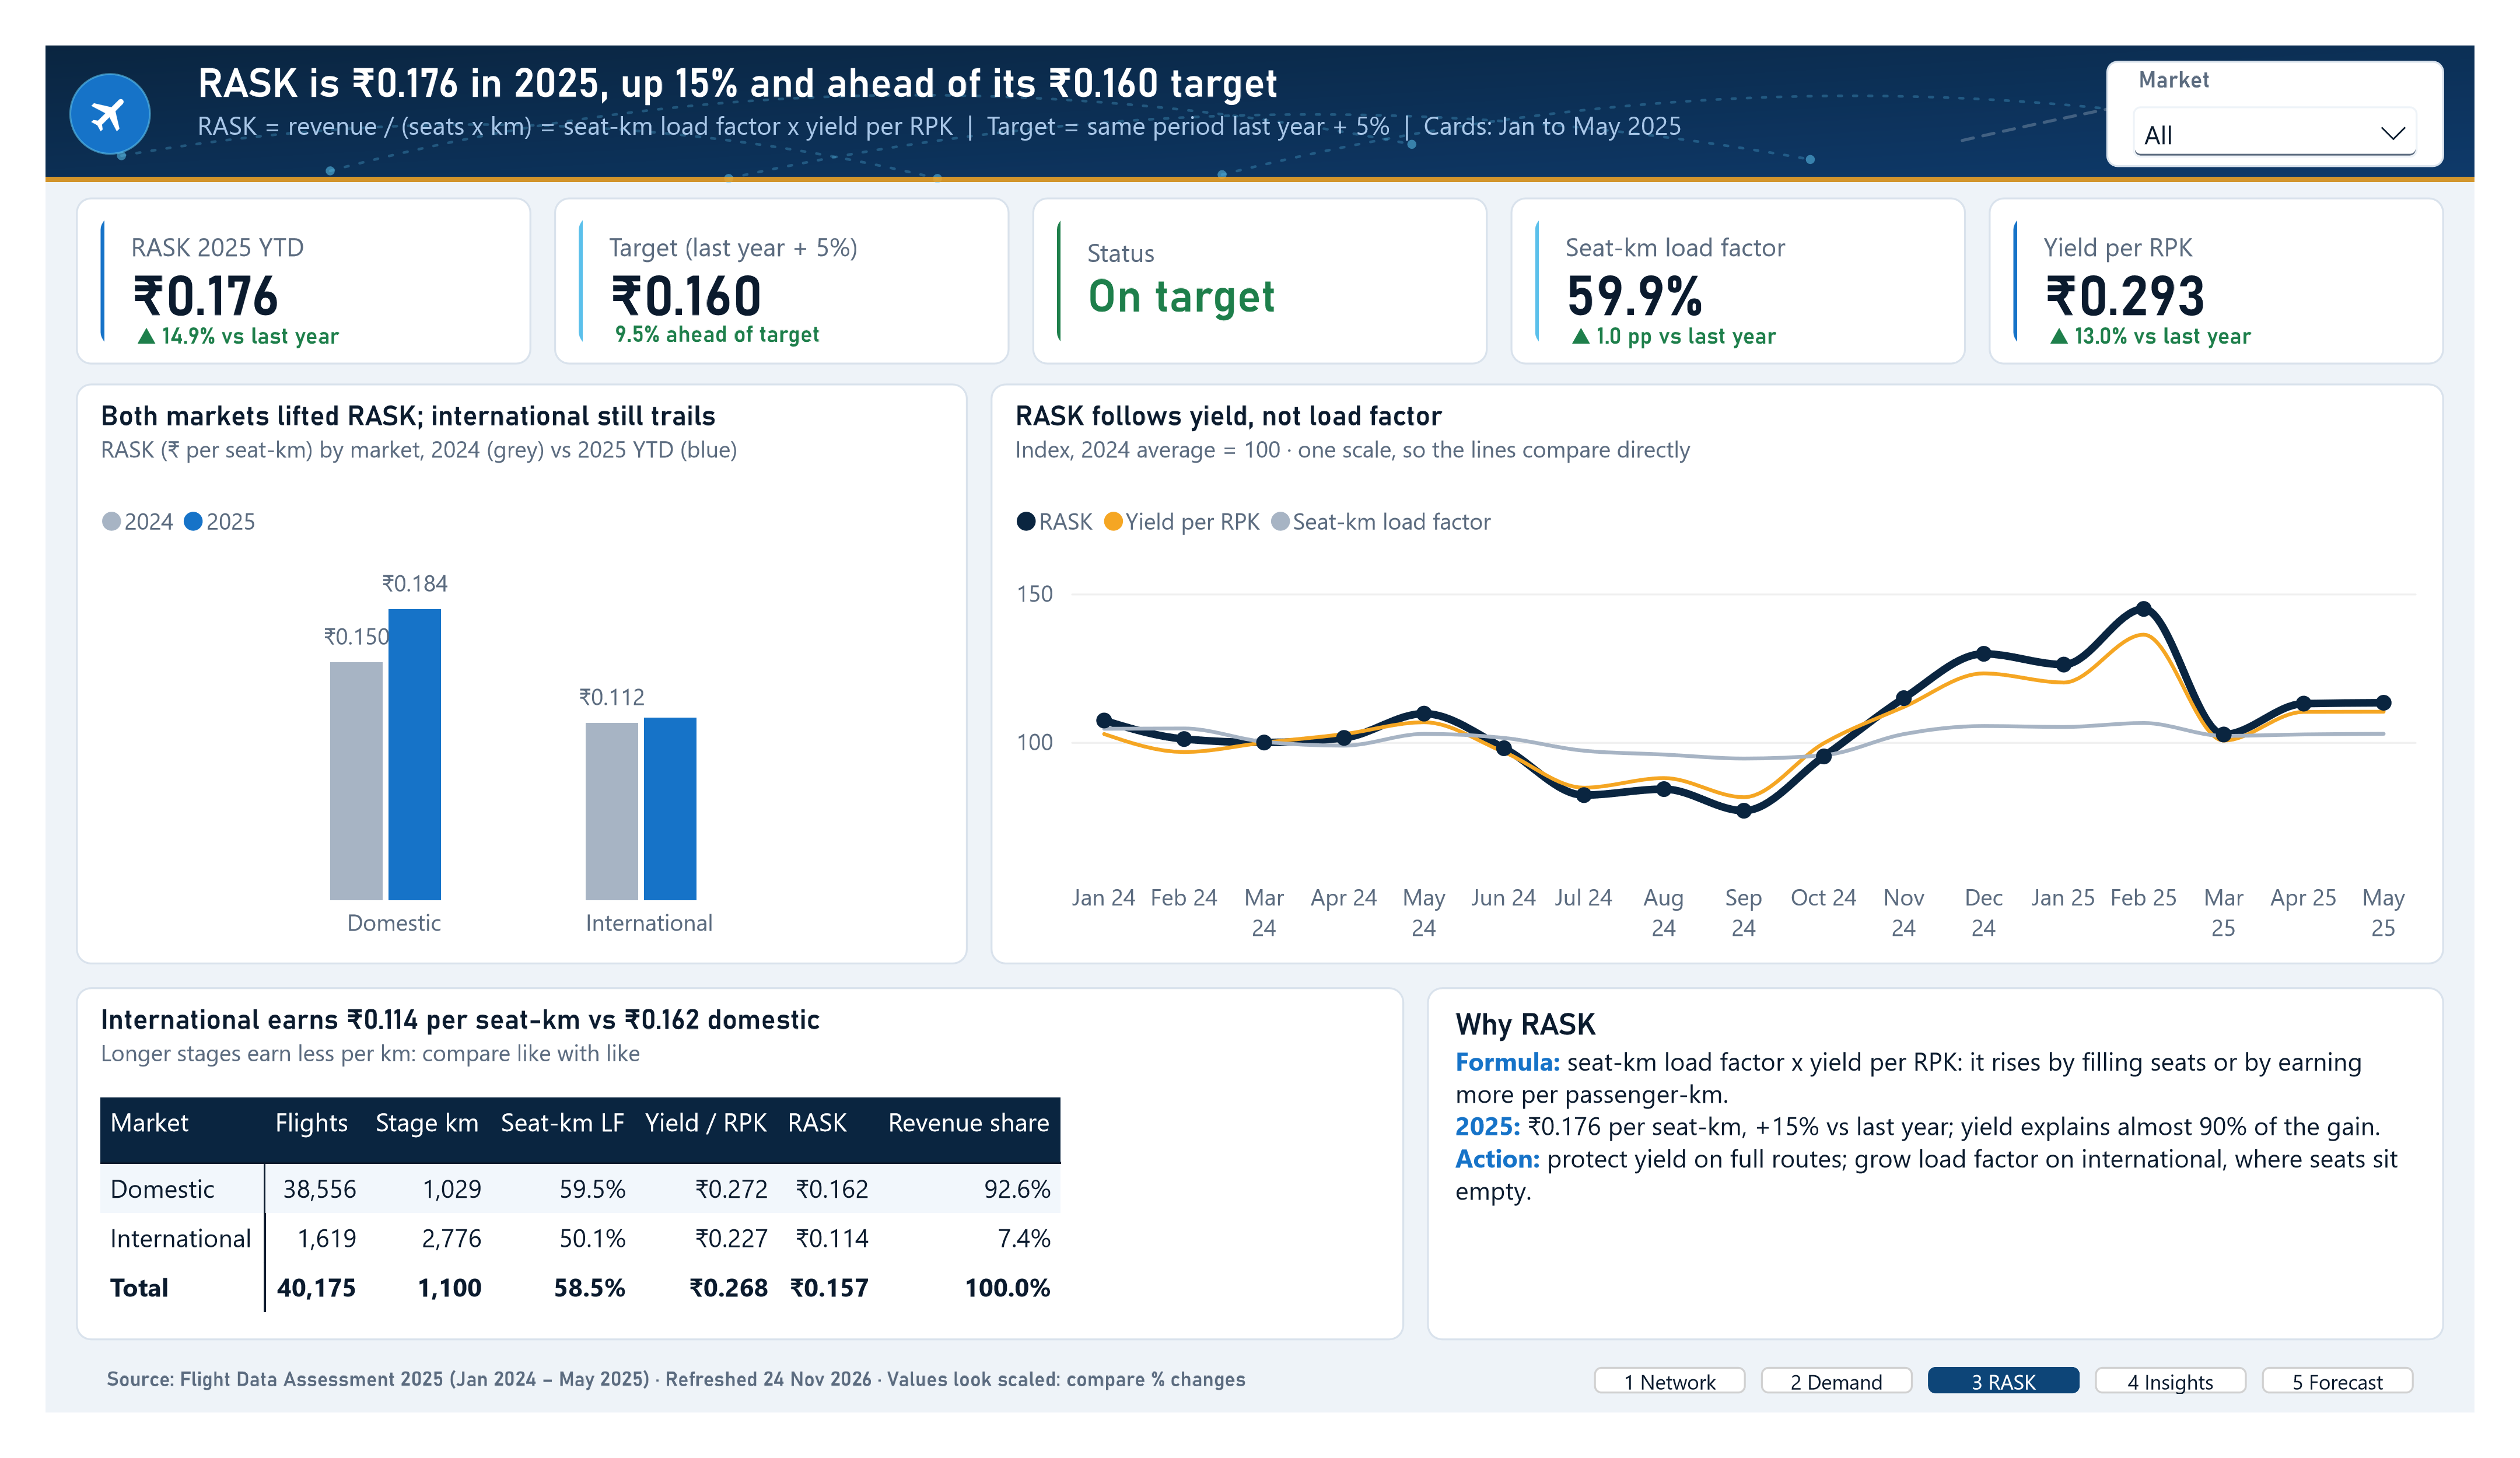 RASK is ₹0.176 in 2025, up 15% and ahead of its ₹0.160 target
RASK = revenue / (seats x km) = seat-km load factor x yield per RPK | Target = same period last year + 5% | Cards: Jan to May 2025
Market
All
RASK 2025 YTD
₹0.176
▲ 14.9% vs last year
Target (last year + 5%)
₹0.160
9.5% ahead of target
Status
On target
Seat-km load factor
59.9%
▲ 1.0 pp vs last year
Yield per RPK
₹0.293
▲ 13.0% vs last year
Both markets lifted RASK; international still trails
RASK (₹ per seat-km) by market, 2024 (grey) vs 2025 YTD (blue)
2024 2025
₹0.184
₹0.150
₹0.112
Domestic International
RASK follows yield, not load factor
Index, 2024 average = 100 · one scale, so the lines compare directly
RASK Yield per RPK Seat-km load factor
150
100
Jan 24 Feb 24 Mar 24 Apr 24 May 24 Jun 24 Jul 24 Aug 24 Sep 24 Oct 24 Nov 24 Dec 24 Jan 25 Feb 25 Mar 25 Apr 25 May 25
International earns ₹0.114 per seat-km vs ₹0.162 domestic
Longer stages earn less per km: compare like with like
Market Flights Stage km Seat-km LF Yield / RPK RASK Revenue share
Domestic 38,556 1,029 59.5% ₹0.272 ₹0.162 92.6%
International 1,619 2,776 50.1% ₹0.227 ₹0.114 7.4%
Total 40,175 1,100 58.5% ₹0.268 ₹0.157 100.0%
Why RASK
Formula: seat-km load factor x yield per RPK: it rises by filling seats or by earning
more per passenger-km.
2025: ₹0.176 per seat-km, +15% vs last year; yield explains almost 90% of the gain.
Action: protect yield on full routes; grow load factor on international, where seats sit
empty.
Source: Flight Data Assessment 2025 (Jan 2024 – May 2025) · Refreshed 24 Nov 2026 · Values look scaled: compare % changes
1 Network 2 Demand 3 RASK 4 Insights 5 Forecast